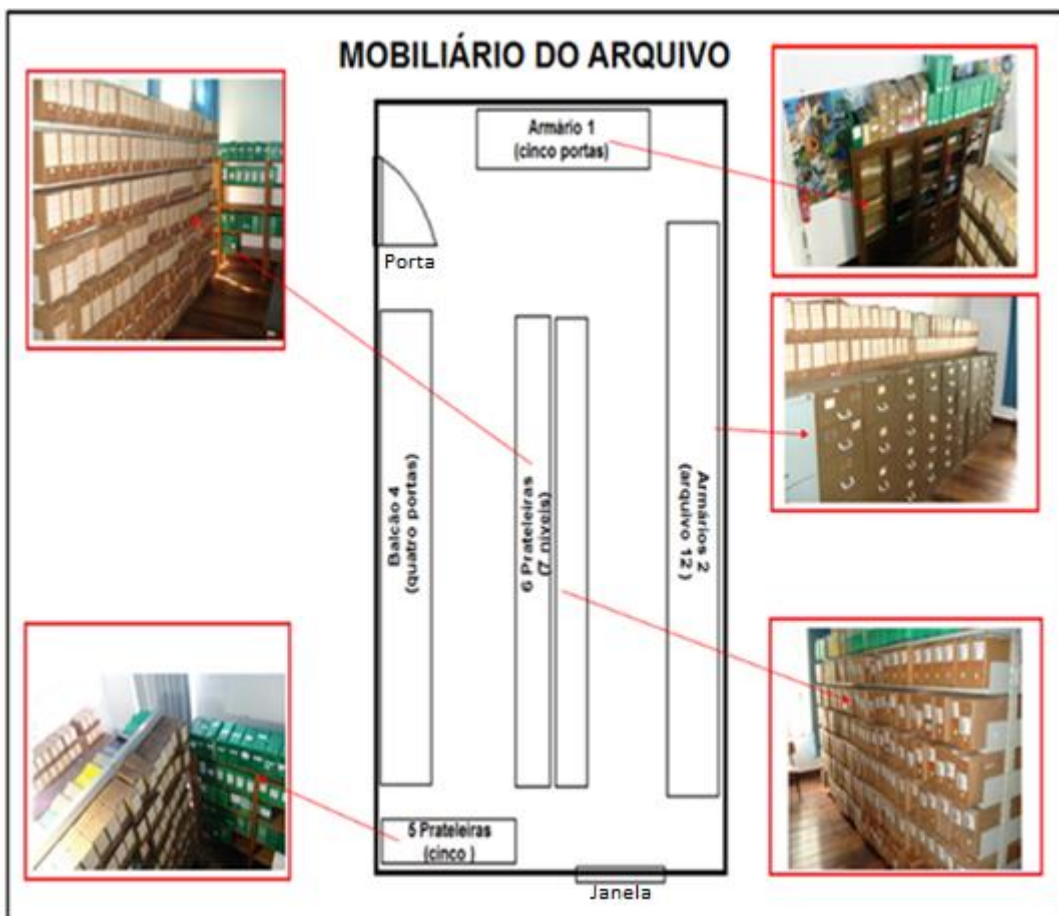 MOBILIÁRIO DO ARQUIVO
Armário 1
(cinco portas)
Porta
Balcão 4
(quatro portas)
6 Prateleiras
(7 níveis)
Armários 2
(arquivo 12 )
5 Prateleiras
(cinco )
Janela